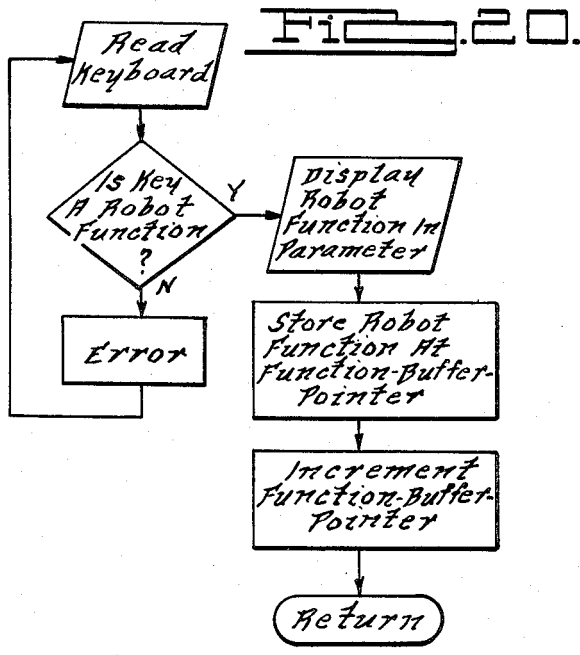 Fig. 20.
Read
Keyboard
Is Key
A Robot
Function
?
Y
N
Error
Display
Robot
Function In
Parameter
Store Robot
Function At
Function-Buffer-
Pointer
Increment
Function-Buffer-
Pointer
Return